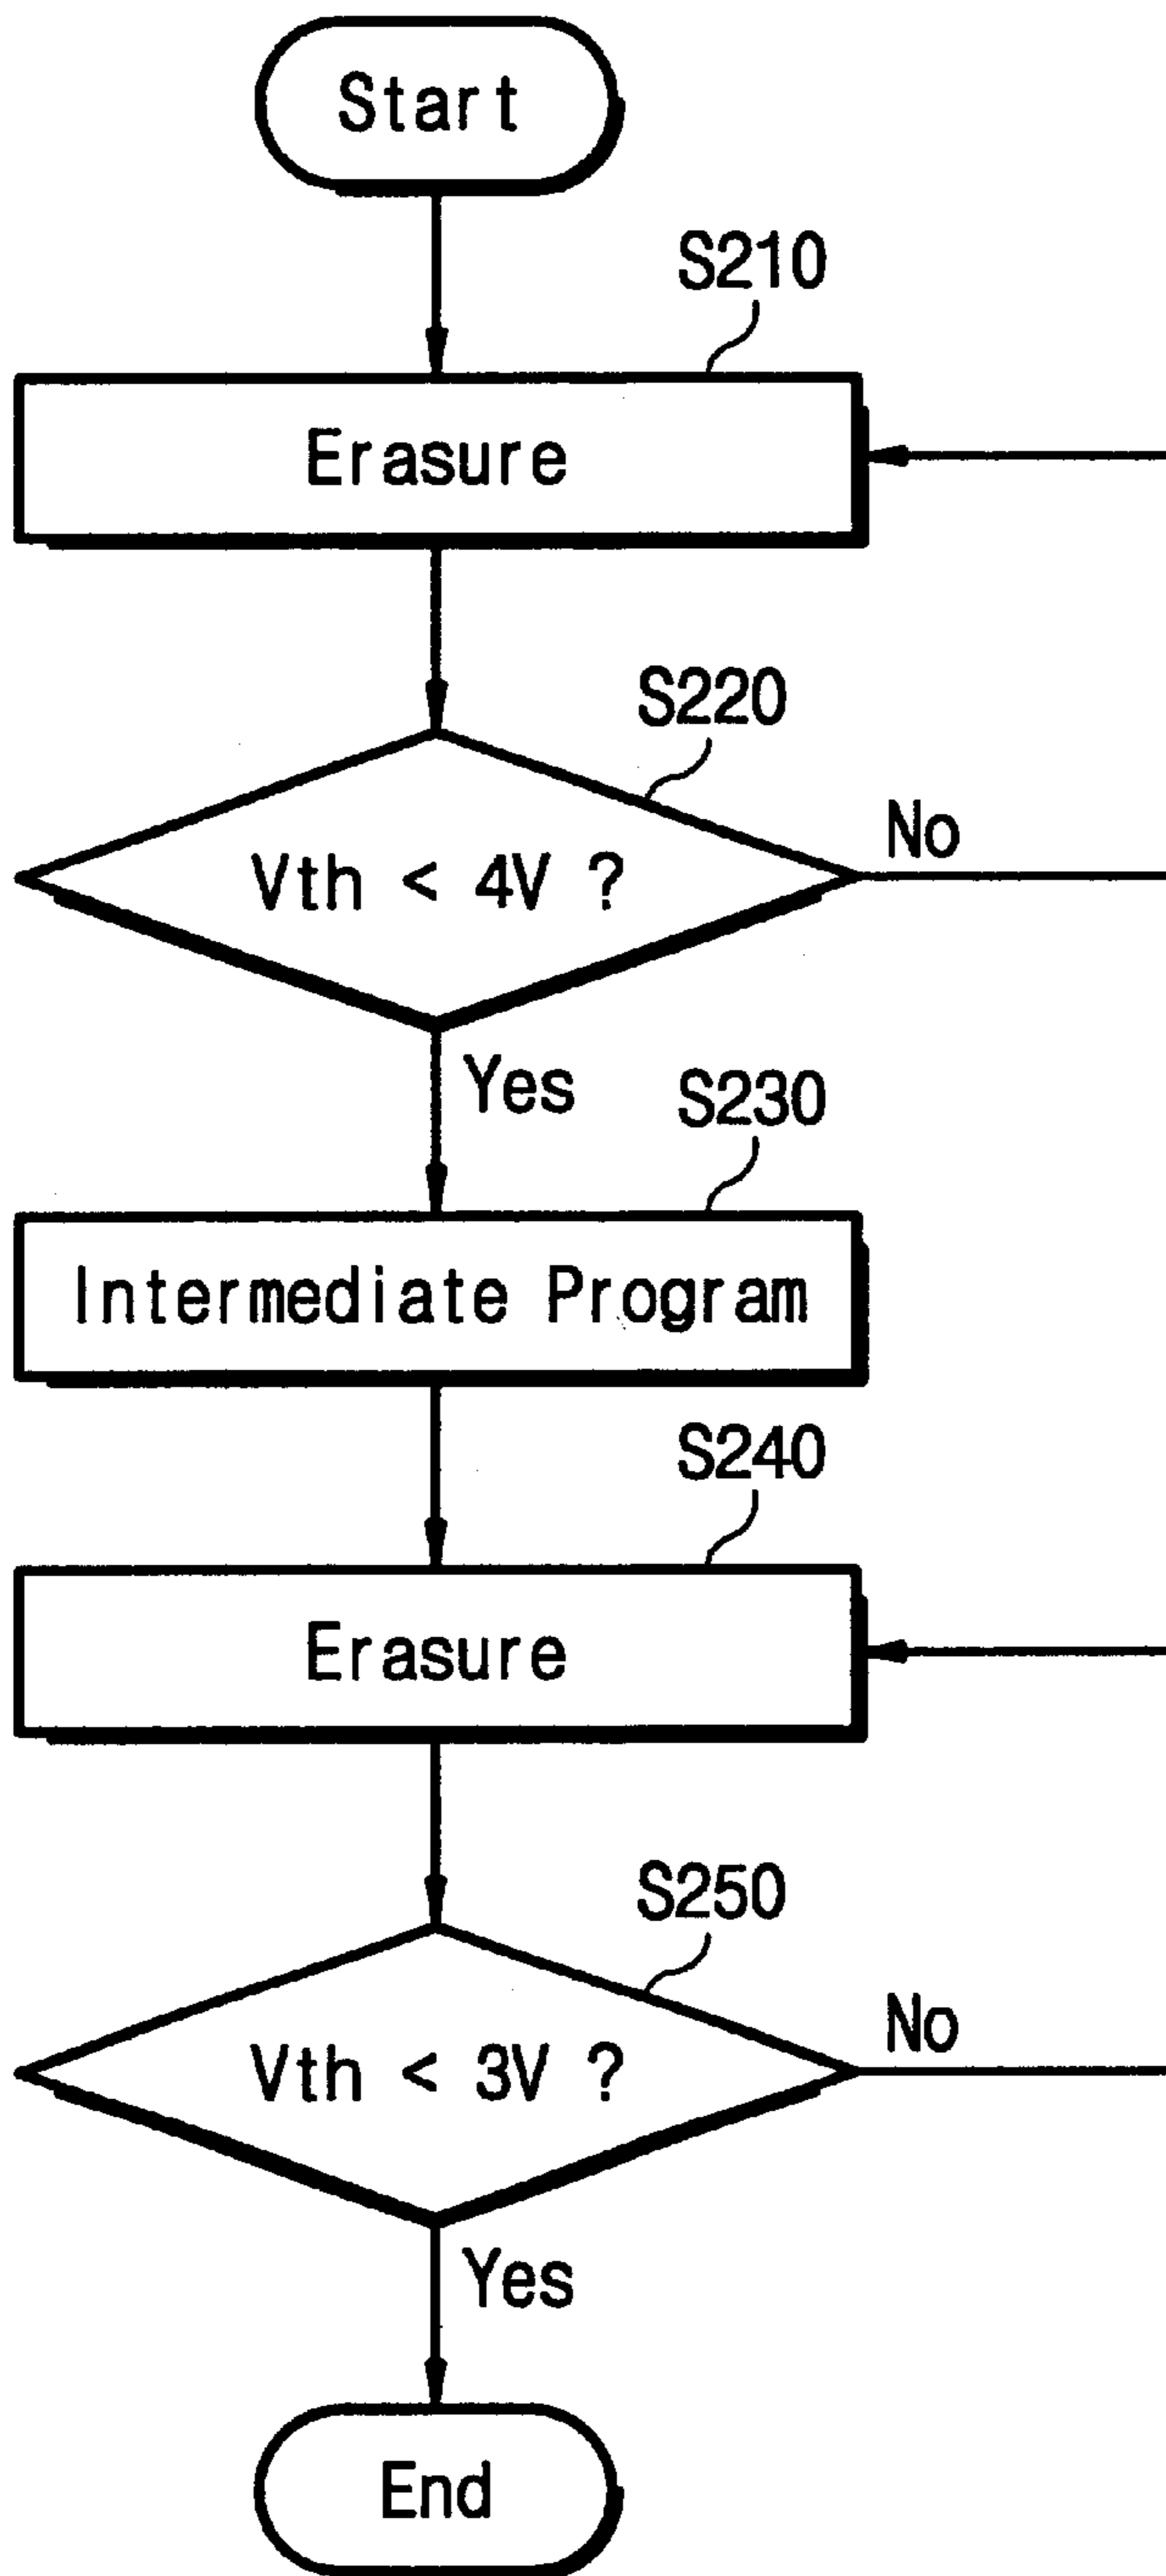 Start
S210
Erasure
S220
Vth < 4V ?
No
Yes
S230
Intermediate Program
S240
Erasure
S250
Vth < 3V ?
No
Yes
End